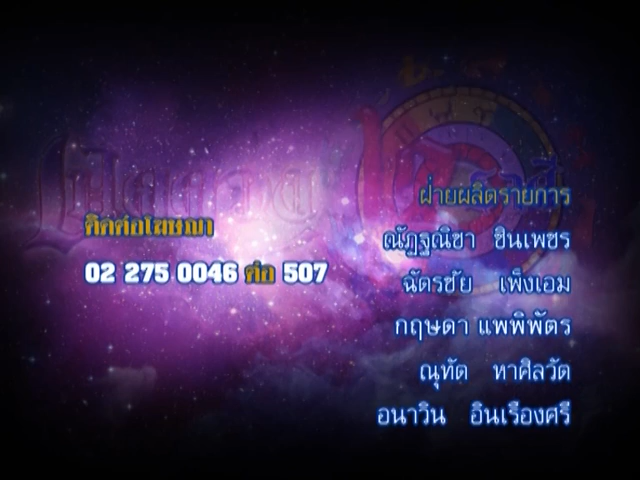 ติดต่อโฆษณา
02 275 0046 ต่อ 507
ฝ่ายผลิตรายการ
ณัฏฐณิชา ชินเพชร
ฉัตรชัย เพ็งเอม
กฤษดา แพพิพัตร
ณุทัด หาศิลวัด
อนาวิน อินเรืองศรี